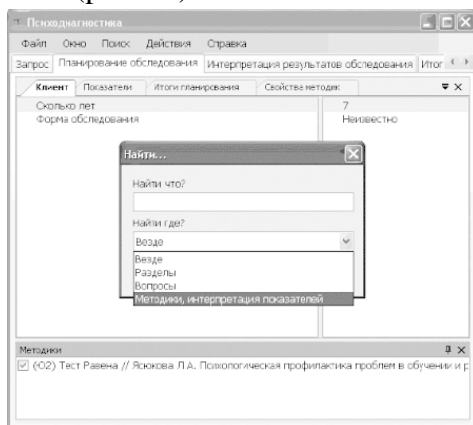 Психодиагностика
Файл Окно Поиск Действия Справка
Запрос Планирование обследования Интерпретация результатов обследования Итог
Клиент Показатели Итоги планирования Свойства методик
Сколько лет 7
Форма обследования Неизвестно
Найти...
Найти что?
Найти где?
Везде
Везде
Разделы
Вопросы
Методики, интерпретация показателей
Методики
(Ю2) Тест Равена // Ясюкова Л.А. Психологическая профилактика проблем в обучении и р